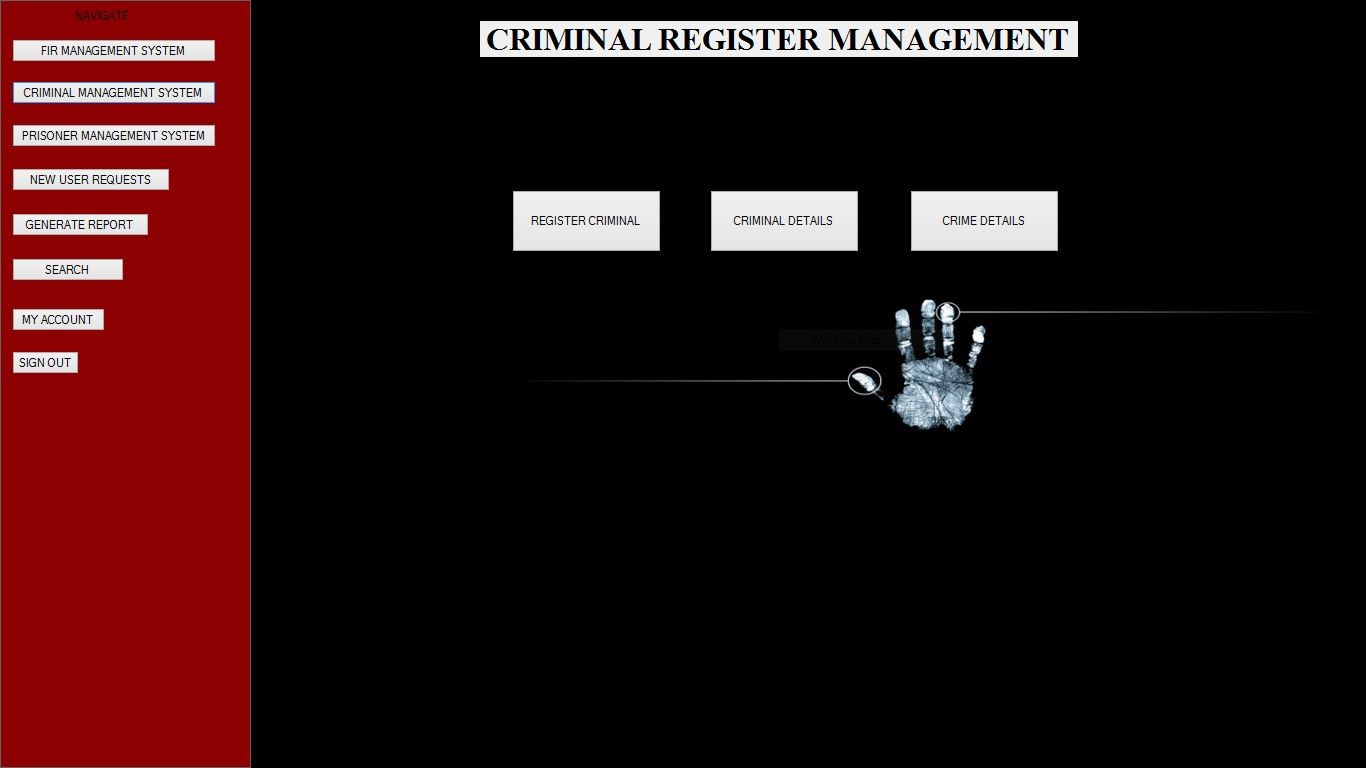 NAVIGATE
FIR MANAGEMENT SYSTEM
CRIMINAL MANAGEMENT SYSTEM
PRISONER MANAGEMENT SYSTEM
NEW USER REQUESTS
GENERATE REPORT
SEARCH
MY ACCOUNT
SIGN OUT
CRIMINAL REGISTER MANAGEMENT
REGISTER CRIMINAL
CRIMINAL DETAILS
CRIME DETAILS
Window Snip